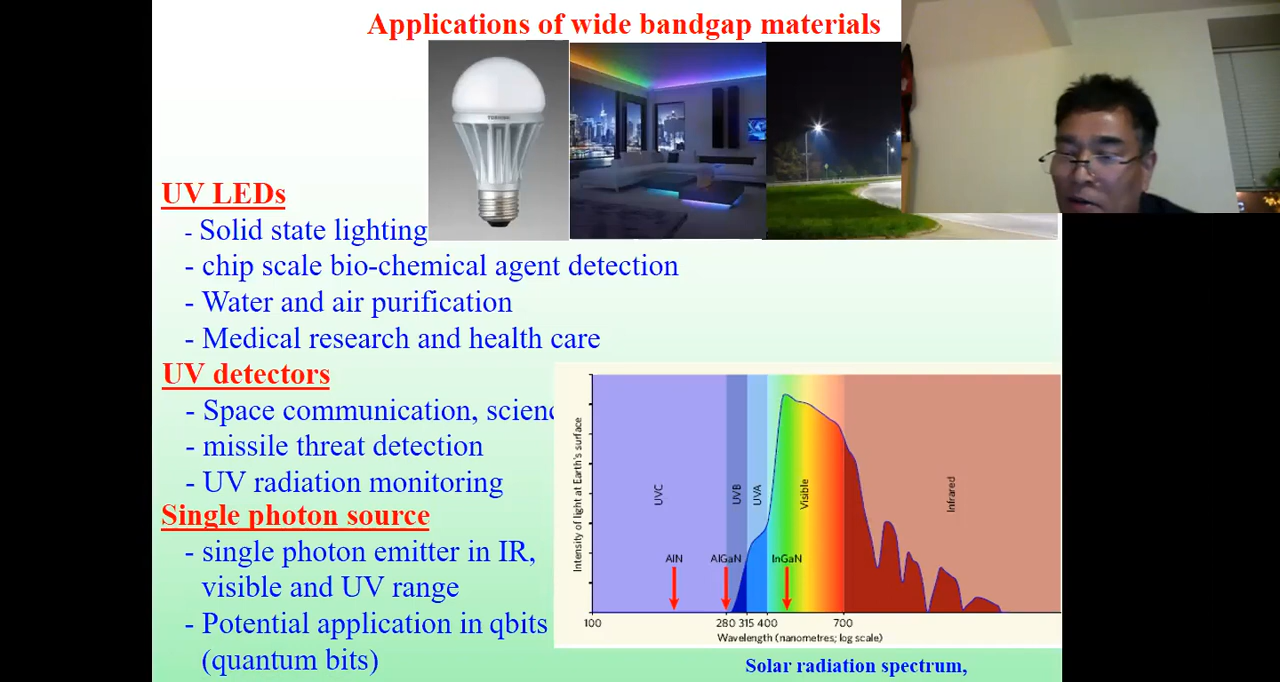 Applications of wide bandgap materials
TOSHIBA
UV LEDs
- Solid state lighting
- chip scale bio-chemical agent detection
- Water and air purification
- Medical research and health care
UV detectors
- Space communication, scienc
- missile threat detection
- UV radiation monitoring
Single photon source
- single photon emitter in IR,
visible and UV range
- Potential application in qbits
(quantum bits)
Intensity of light at Earth's surface
UVC
UVB
UVA
Visible
Infrared
AlN
AlGaN
InGaN
100
280 315 400
700
Wavelength (nanometres; log scale)
Solar radiation spectrum,